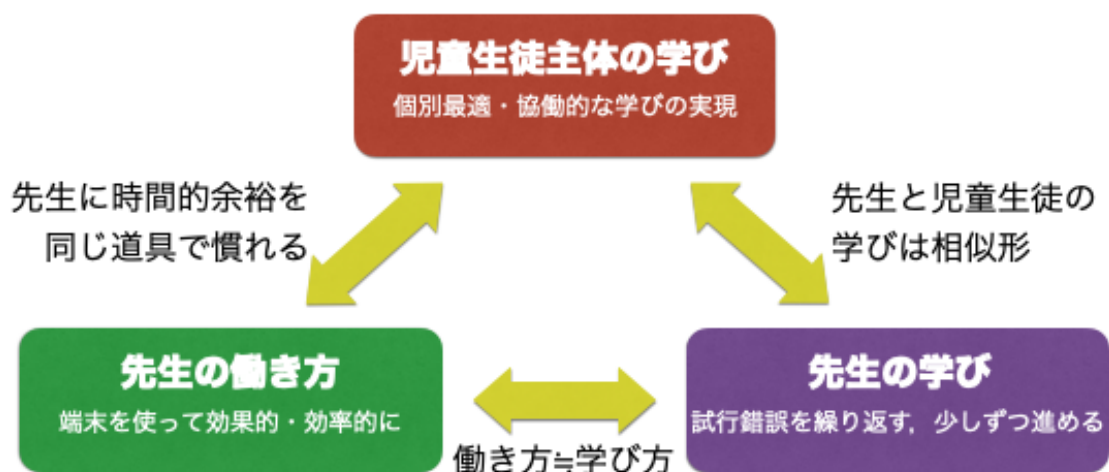 児童生徒主体の学び
個別最適・協働的な学びの実現
先生に時間的余裕を
同じ道具で慣れる
先生と児童生徒の
学びは相似形
先生の働き方
端末を使って効果的・効率的に
先生の学び
試行錯誤を繰り返す，少しずつ進める
働き方≒学び方